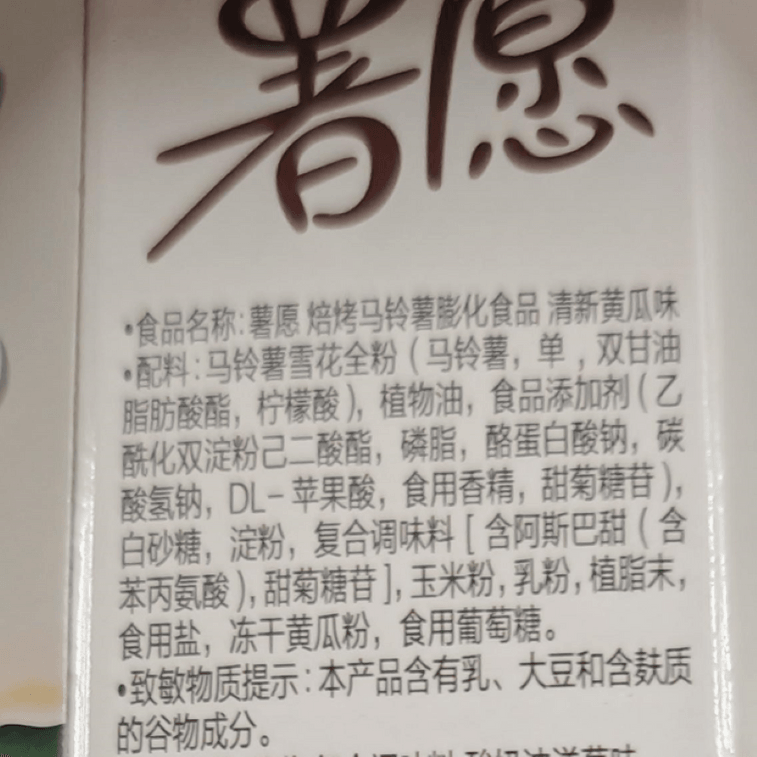 薯愿
•食品名称:薯愿 焙烤马铃薯膨化食品 清新黄瓜味
•配料:马铃薯雪花全粉(马铃薯,单,双甘油
脂肪酸酯,柠檬酸),植物油,食品添加剂(乙
酰化双淀粉己二酸酯,磷脂,酪蛋白酸钠,碳
酸氢钠,DL-苹果酸,食用香精,甜菊糖苷),
白砂糖,淀粉,复合调味料[含阿斯巴甜(含
苯丙氨酸),甜菊糖苷],玉米粉,乳粉,植脂末,
食用盐,冻干黄瓜粉,食用葡萄糖。
•致敏物质提示:本产品含有乳、大豆和含麸质
的谷物成分。